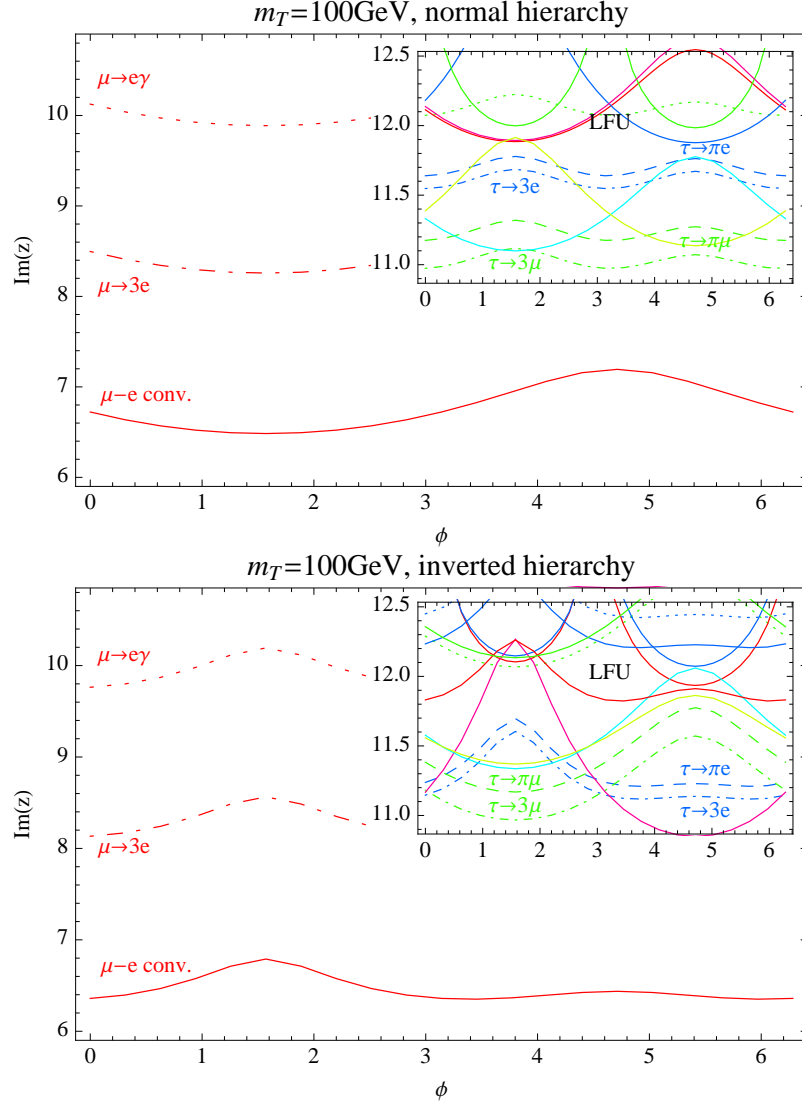 m_T=100GeV, normal hierarchy
Im(z)
10
9
8
7
6
μ→eγ
μ→3e
μ−e conv.
12.5
12.0
11.5
11.0
LFU
τ→πe
τ→3e
τ→πμ
τ→3μ
0 1 2 3 4 5 6
0 1 2 3 4 5 6
ϕ
m_T=100GeV, inverted hierarchy
Im(z)
10
9
8
7
6
μ→eγ
μ→3e
μ−e conv.
12.5
12.0
11.5
11.0
LFU
τ→πμ
τ→πe
τ→3μ
τ→3e
0 1 2 3 4 5 6
0 1 2 3 4 5 6
ϕ